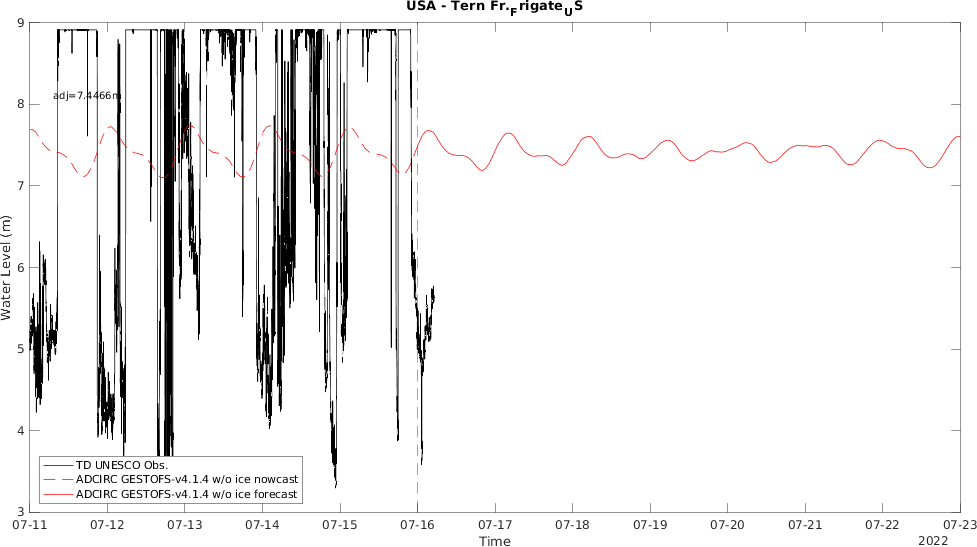 USA - Tern Fr.Frigate US
9
8
7
6
5
4
3
Water Level (m)
adj=7.4466m
TD UNESCO Obs.
ADCIRC GESTOFS-v4.1.4 w/o ice nowcast
ADCIRC GESTOFS-v4.1.4 w/o ice forecast
07-11 07-12 07-13 07-14 07-15 07-16 07-17 07-18 07-19 07-20 07-21 07-22 07-23
Time
2022